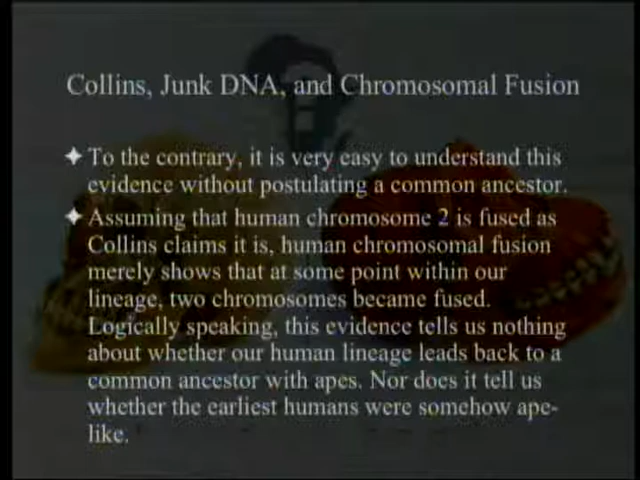 Collins, Junk DNA, and Chromosomal Fusion
To the contrary, it is very easy to understand this
evidence without postulating a common ancestor.
Assuming that human chromosome 2 is fused as
Collins claims it is, human chromosomal fusion
merely shows that at some point within our
lineage, two chromosomes became fused.
Logically speaking, this evidence tells us nothing
about whether our human lineage leads back to a
common ancestor with apes. Nor does it tell us
whether the earliest humans were somehow ape-
like.